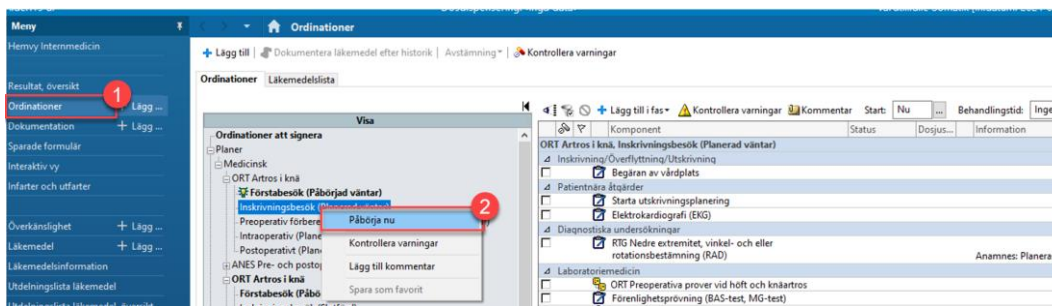 Meny
Ordinationer
Hemvy Internmedicin
+ Lägg till | Dokumentera läkemedel efter historik | Avstämning | Kontrollera varningar
Resultat, översikt
Ordinationer Läkemedelslista
1
Ordinationer Lägg ...
Dokumentation + Lägg ...
Sparade formulär
Interaktiv vy
Infarter och utfarter
Överkänslighet + Lägg ...
Läkemedel + Lägg ...
Läkemedelsinformation
Utdelningslista läkemedel
Visa
Ordinationer att signera
Planer
Medicinsk
ORT Artros i knä
Förstabesök (Påbörjad väntar)
Inskrivningsbesök
Preoperativ förbere
Intraoperativ (Plane
Postoperativt (Plan
ANES Pre- och postop
ORT Artros i knä
Förstabesök (Påbö
2
Påbörja nu
Kontrollera varningar
Lägg till kommentar
Spara som favorit
+ Lägg till i fas Kontrollera varningar Kommentar Start: Nu ... Behandlingstid: Inge
Komponent Status Dosjus... Information
ORT Artros i knä, Inskrivningsbesök (Planerad väntar)
Inskrivning/Överflyttning/Utskrivning
Begäran av vårdplats
Patientnära åtgärder
Starta utskrivningsplanering
Elektrokardiografi (EKG)
Diagnostiska undersökningar
RTG Nedre extremitet, vinkel- och eller
rotationsbestämning (RAD) Anamnes: Planera
Laboratoriemedicin
ORT Preoperativa prover vid höft och knäartros
Förenlighetsprövning (BAS-test, MG-test)